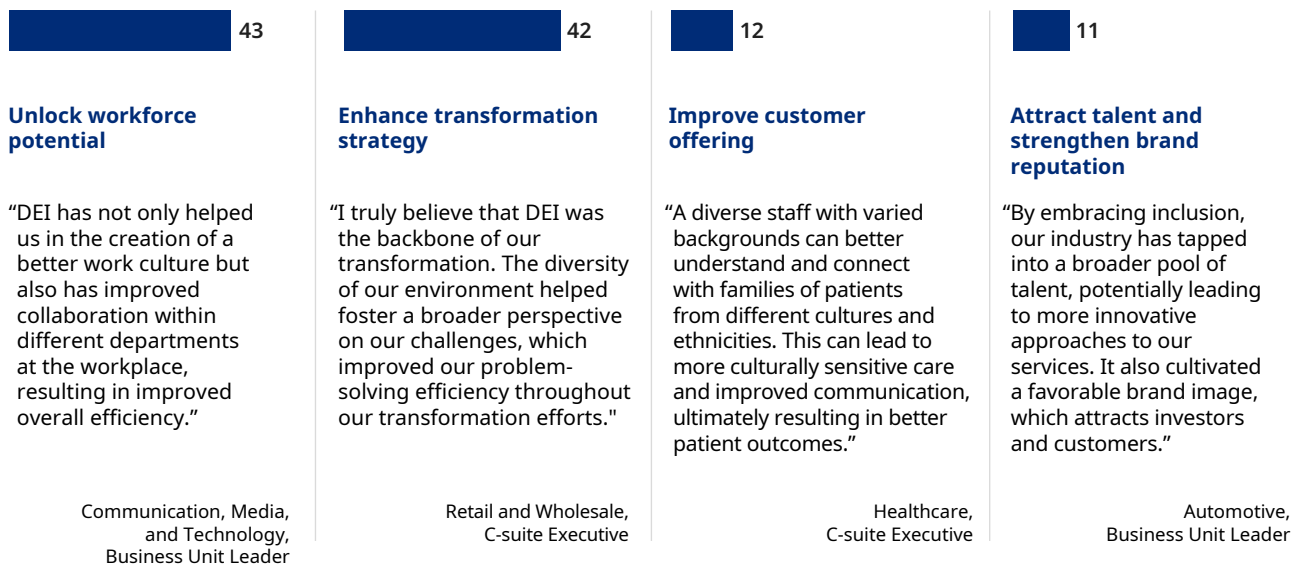 43
Unlock workforce
potential
“DEI has not only helped
us in the creation of a
better work culture but
also has improved
collaboration within
different departments
at the workplace,
resulting in improved
overall efficiency.”
Communication, Media,
and Technology,
Business Unit Leader
42
Enhance transformation
strategy
“I truly believe that DEI was
the backbone of our
transformation. The diversity
of our environment helped
foster a broader perspective
on our challenges, which
improved our problem-
solving efficiency throughout
our transformation efforts."
Retail and Wholesale,
C-suite Executive
12
Improve customer
offering
“A diverse staff with varied
backgrounds can better
understand and connect
with families of patients
from different cultures and
ethnicities. This can lead to
more culturally sensitive care
and improved communication,
ultimately resulting in better
patient outcomes.”
Healthcare,
C-suite Executive
11
Attract talent and
strengthen brand
reputation
“By embracing inclusion,
our industry has tapped
into a broader pool of
talent, potentially leading
to more innovative
approaches to our
services. It also cultivated
a favorable brand image,
which attracts investors
and customers.”
Automotive,
Business Unit Leader